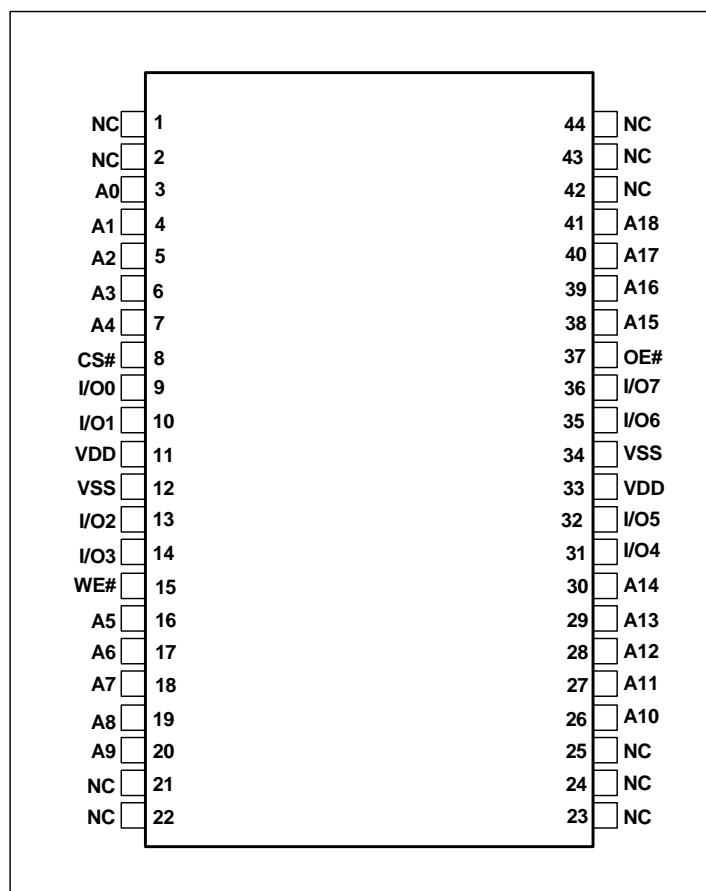 NC 1 44 NC
NC 2 43 NC
A0 3 42 NC
A1 4 41 A18
A2 5 40 A17
A3 6 39 A16
A4 7 38 A15
CS# 8 37 OE#
I/O0 9 36 I/O7
I/O1 10 35 I/O6
VDD 11 34 VSS
VSS 12 33 VDD
I/O2 13 32 I/O5
I/O3 14 31 I/O4
WE# 15 30 A14
A5 16 29 A13
A6 17 28 A12
A7 18 27 A11
A8 19 26 A10
A9 20 25 NC
NC 21 24 NC
NC 22 23 NC